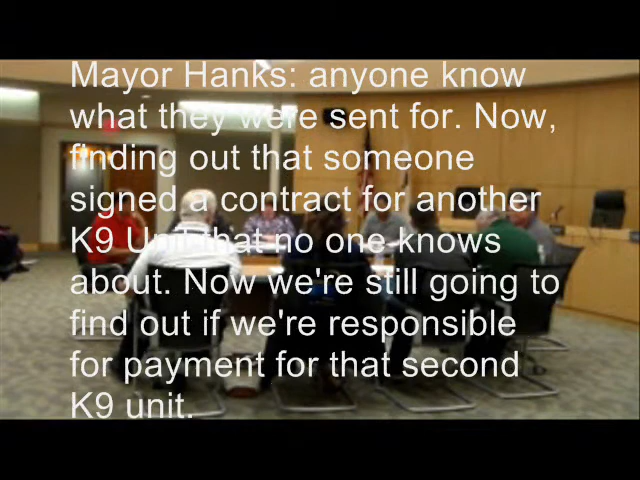 Mayor Hanks: anyone know
what they were sent for. Now,
finding out that someone
signed a contract for another
K9 Unit that no one knows
about. Now we're still going to
find out if we're responsible
for payment for that second
K9 unit.